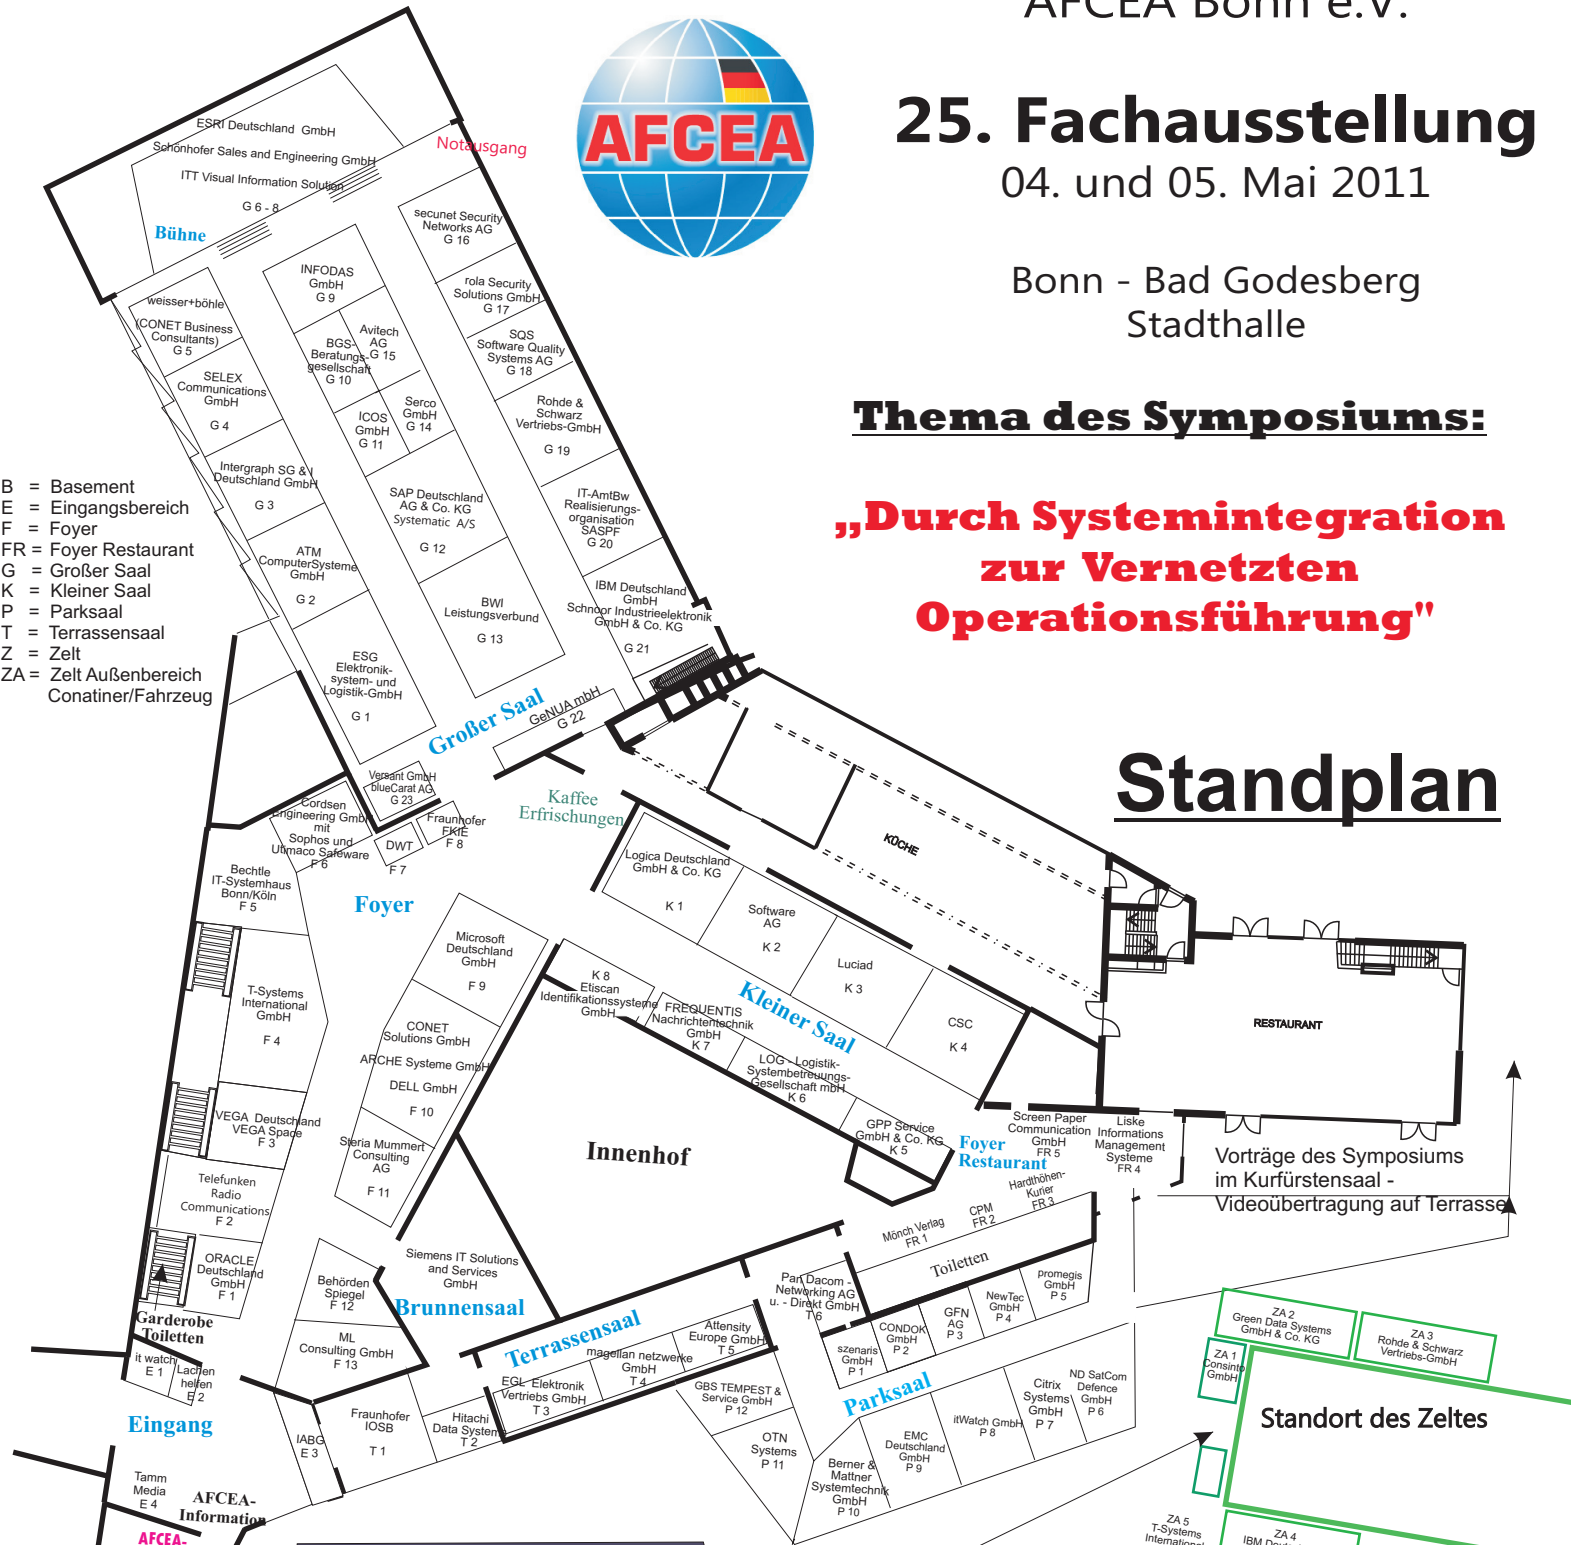 AFCEA Bonn e.V.
25. Fachausstellung
04. und 05. Mai 2011
Bonn - Bad Godesberg
Stadthalle
Thema des Symposiums:
„Durch Systemintegration
zur Vernetzten
Operationsführung"
Standplan
AFCEA
B = Basement
E = Eingangsbereich
F = Foyer
FR = Foyer Restaurant
G = Großer Saal
K = Kleiner Saal
P = Parksaal
T = Terrassensaal
Z = Zelt
ZA = Zelt Außenbereich
Conatiner/Fahrzeug
ESRI Deutschland GmbH
Schönhofer Sales and Engineering GmbH
ITT Visual Information Solution
G 6 - 8
Notausgang
Bühne
weisser+böhle
(CONET Business
Consultants)
G 5
SELEX
Communications
GmbH
G 4
Intergraph SG & I
Deutschland GmbH
G 3
ATM
ComputerSysteme
GmbH
G 2
ESG
Elektronik-
system- und
Logistik-GmbH
G 1
INFODAS
GmbH
G 9
BGS-
Beratungs-
gesellschaft
G 10
Avitech
AG
G 15
ICOS
GmbH
G 11
Serco
GmbH
G 14
SAP Deutschland
AG & Co. KG
Systematic A/S
G 12
BWI
Leistungsverbund
G 13
secunet Security
Networks AG
G 16
rola Security
Solutions GmbH
G 17
SQS
Software Quality
Systems AG
G 18
Rohde &
Schwarz
Vertriebs-GmbH
G 19
IT-AmtBw
Realisierungs-
organisation
SASPF
G 20
IBM Deutschland
GmbH
Schnoor Industrieelektronik
GmbH & Co. KG
G 21
Großer Saal
GeNUA mbH
G 22
Versant GmbH
blueCarat AG
G 23
Kaffee
Erfrischungen
Cordsen
Engineering GmbH
mit
Sophos und
Utimaco Safeware
F 6
DWT
F 7
Fraunhofer
FKIE
F 8
Bechtle
IT-Systemhaus
Bonn/Köln
F 5
Foyer
T-Systems
International
GmbH
F 4
VEGA Deutschland
VEGA Space
F 3
Telefunken
Radio
Communications
F 2
ORACLE
Deutschland
GmbH
F 1
Garderobe
Toiletten
Microsoft
Deutschland
GmbH
F 9
CONET
Solutions GmbH
ARCHE Systeme GmbH
DELL GmbH
F 10
Steria Mummert
Consulting
AG
F 11
Behörden
Spiegel
F 12
ML
Consulting GmbH
F 13
Siemens IT Solutions
and Services
GmbH
Brunnensaal
Innenhof
Logica Deutschland
GmbH & Co. KG
K 1
Software
AG
K 2
Luciad
K 3
CSC
K 4
Kleiner Saal
K 8
Etiscan
Identifikationssysteme
GmbH
FREQUENTIS
Nachrichtentechnik
GmbH
K 7
LOG - Logistik-
Systembetreuungs-
Gesellschaft mbH
K 6
GPP Service
GmbH & Co. KG
K 5
KÜCHE
RESTAURANT
Foyer
Restaurant
Screen Paper
Communication
GmbH
FR 5
Liske
Informations
Management
Systeme
FR 4
Hardthöhen-
Kurier
FR 3
CPM
FR 2
Mönch Verlag
FR 1
Toiletten
Vorträge des Symposiums
im Kurfürstensaal -
Videoübertragung auf Terrasse
it watch
E 1
Lachen
helfen
E 2
Eingang
IABG
E 3
Tamm
Media
E 4
AFCEA-
Information
AFCEA-
Fraunhofer
IOSB
T 1
Hitachi
Data System
T 2
EGL Elektronik
Vertriebs GmbH
T 3
magellan netzwerke
GmbH
T 4
Attensity
Europe GmbH
T 5
Terrassensaal
Pan Dacom -
Networking AG
u. - Direkt GmbH
T 6
szenaris
GmbH
P 1
CONDOK
GmbH
P 2
GFN
AG
P 3
NewTec
GmbH
P 4
promegis
GmbH
P 5
Parksaal
ND SatCom
Defence
GmbH
P 6
Citrix
Systems
GmbH
P 7
itWatch GmbH
P 8
EMC
Deutschland
GmbH
P 9
Berner &
Mattner
Systemtechnik
GmbH
P 10
OTN
Systems
P 11
GBS TEMPEST &
Service GmbH
P 12
ZA 1
Consinto
GmbH
ZA 2
Green Data Systems
GmbH & Co. KG
ZA 3
Rohde & Schwarz
Vertriebs-GmbH
Standort des Zeltes
ZA 5
T-Systems
International
ZA 4